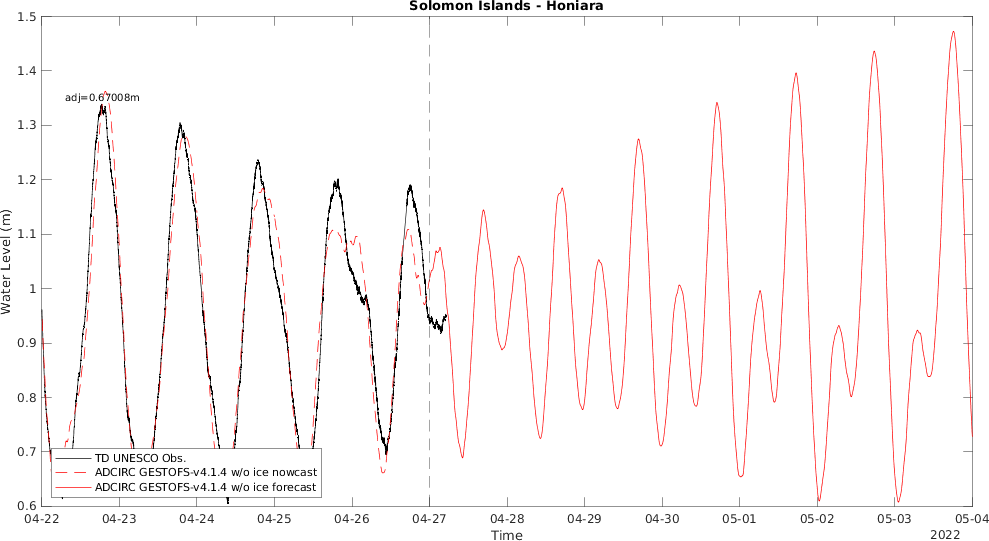 Solomon Islands - Honiara
1.5
1.4
1.3
1.2
1.1
1
0.9
0.8
0.7
0.6
Water Level (m)
adj=0.67008m
TD UNESCO Obs.
ADCIRC GESTOFS-v4.1.4 w/o ice nowcast
ADCIRC GESTOFS-v4.1.4 w/o ice forecast
04-22 04-23 04-24 04-25 04-26 04-27 04-28 04-29 04-30 05-01 05-02 05-03 05-04
Time
2022